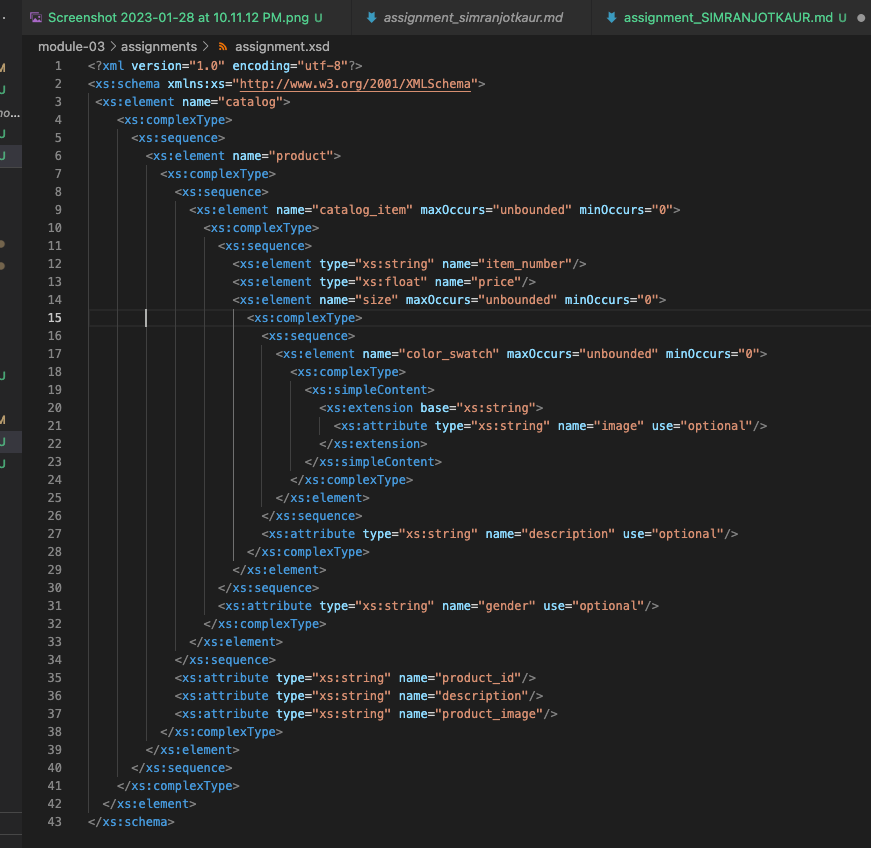 Screenshot 2023-01-28 at 10.11.12 PM.png U
assignment_simranjotkaur.md
assignment_SIMRANJOTKAUR.md U
module-03 > assignments > assignment.xsd
1 <?xml version="1.0" encoding="utf-8"?>
2 <xs:schema xmlns:xs="http://www.w3.org/2001/XMLSchema">
3 <xs:element name="catalog">
4 <xs:complexType>
5 <xs:sequence>
6 <xs:element name="product">
7 <xs:complexType>
8 <xs:sequence>
9 <xs:element name="catalog_item" maxOccurs="unbounded" minOccurs="0">
10 <xs:complexType>
11 <xs:sequence>
12 <xs:element type="xs:string" name="item_number"/>
13 <xs:element type="xs:float" name="price"/>
14 <xs:element name="size" maxOccurs="unbounded" minOccurs="0">
15 <xs:complexType>
16 <xs:sequence>
17 <xs:element name="color_swatch" maxOccurs="unbounded" minOccurs="0">
18 <xs:complexType>
19 <xs:simpleContent>
20 <xs:extension base="xs:string">
21 <xs:attribute type="xs:string" name="image" use="optional"/>
22 </xs:extension>
23 </xs:simpleContent>
24 </xs:complexType>
25 </xs:element>
26 </xs:sequence>
27 <xs:attribute type="xs:string" name="description" use="optional"/>
28 </xs:complexType>
29 </xs:element>
30 </xs:sequence>
31 <xs:attribute type="xs:string" name="gender" use="optional"/>
32 </xs:complexType>
33 </xs:element>
34 </xs:sequence>
35 <xs:attribute type="xs:string" name="product_id"/>
36 <xs:attribute type="xs:string" name="description"/>
37 <xs:attribute type="xs:string" name="product_image"/>
38 </xs:complexType>
39 </xs:element>
40 </xs:sequence>
41 </xs:complexType>
42 </xs:element>
43 </xs:schema>